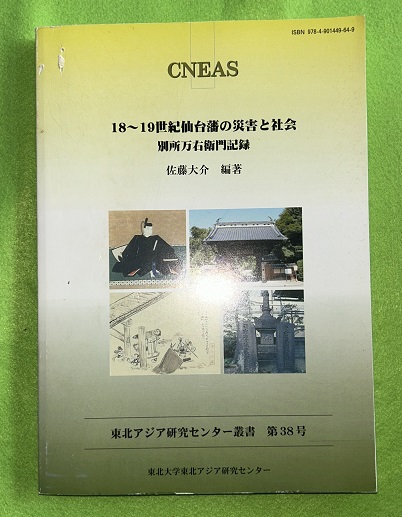 ISBN 978-4-901449-64-9
CNEAS
18～19世紀仙台藩の災害と社会
別所万右衛門記録
佐藤大介 編著
東北アジア研究センター叢書 第38号
東北大学東北アジア研究センター